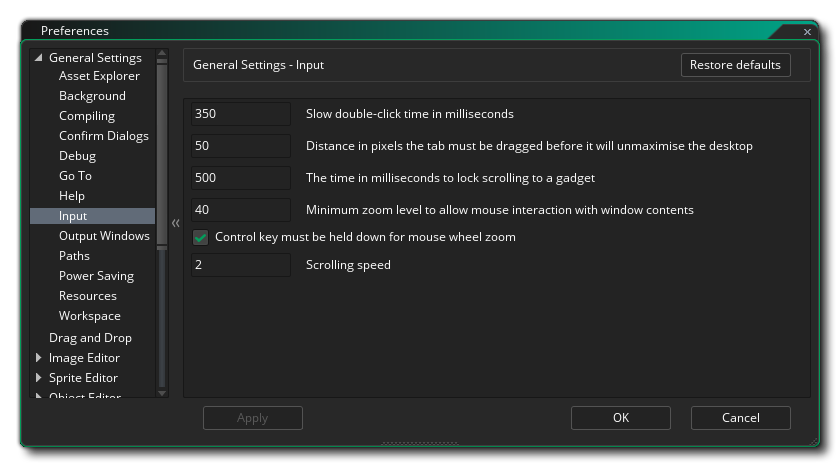 Preferences
General Settings
Asset Explorer
Background
Compiling
Confirm Dialogs
Debug
Go To
Help
Input
Output Windows
Paths
Power Saving
Resources
Workspace
Drag and Drop
Image Editor
Sprite Editor
Object Editor
General Settings - Input
Restore defaults
350 Slow double-click time in milliseconds
50 Distance in pixels the tab must be dragged before it will unmaximise the desktop
500 The time in milliseconds to lock scrolling to a gadget
40 Minimum zoom level to allow mouse interaction with window contents
Control key must be held down for mouse wheel zoom
2 Scrolling speed
Apply
OK
Cancel